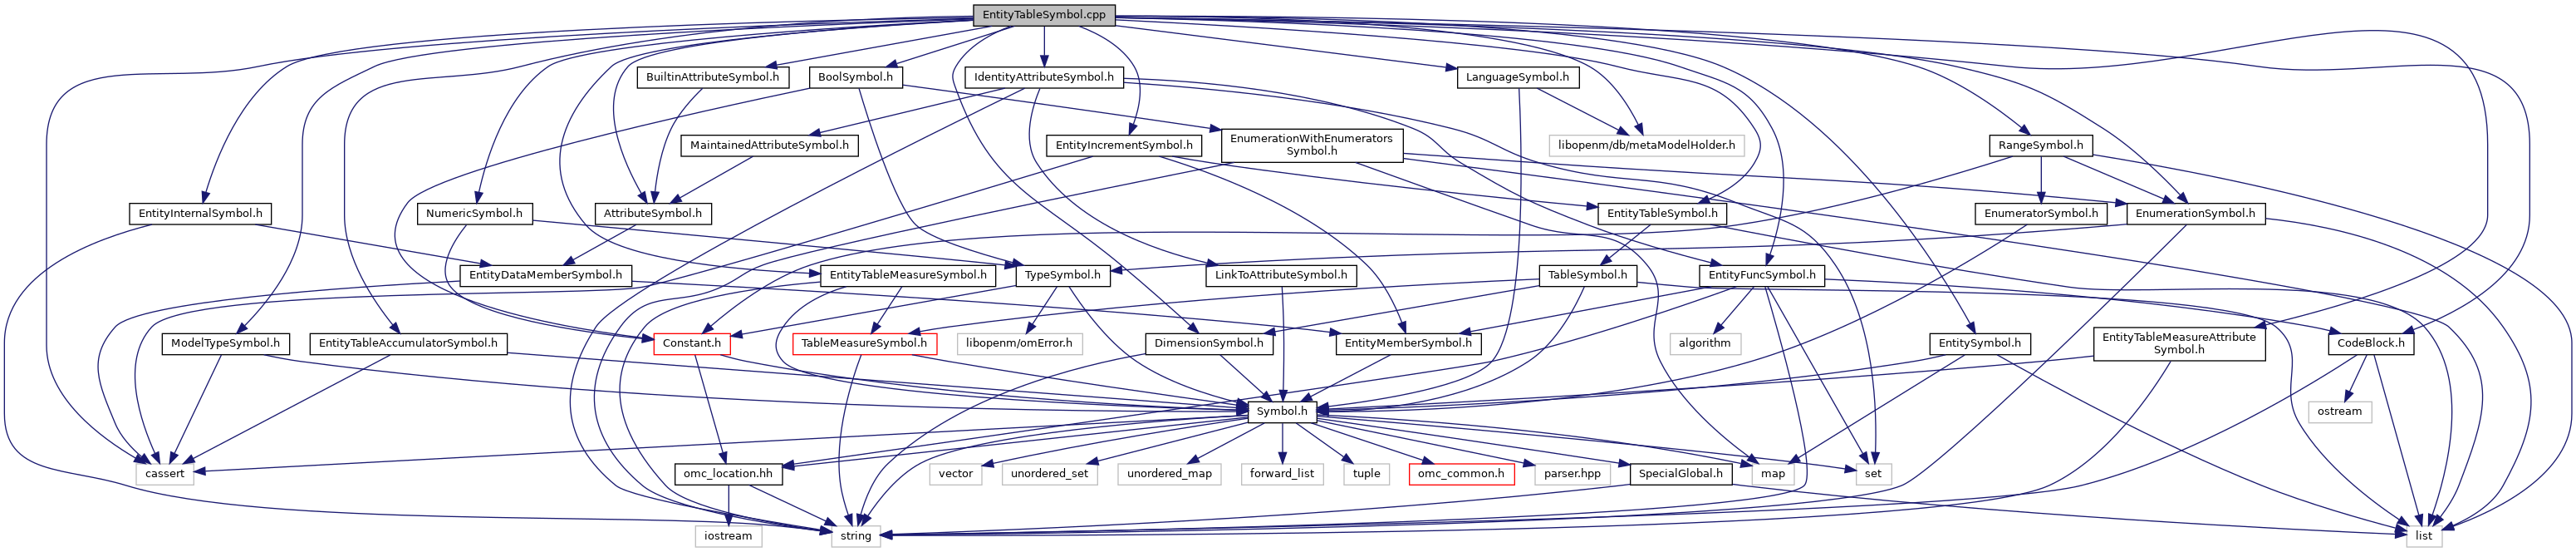 EntityTableSymbol.cpp
BuiltinAttributeSymbol.h
BoolSymbol.h
IdentityAttributeSymbol.h
LanguageSymbol.h
MaintainedAttributeSymbol.h
EntityIncrementSymbol.h
EnumerationWithEnumerators
Symbol.h
libopenm/db/metaModelHolder.h
RangeSymbol.h
EntityInternalSymbol.h
NumericSymbol.h
AttributeSymbol.h
EntityTableSymbol.h
EnumeratorSymbol.h
EnumerationSymbol.h
EntityDataMemberSymbol.h
EntityTableMeasureSymbol.h
TypeSymbol.h
LinkToAttributeSymbol.h
TableSymbol.h
EntityFuncSymbol.h
ModelTypeSymbol.h
EntityTableAccumulatorSymbol.h
Constant.h
TableMeasureSymbol.h
libopenm/omError.h
DimensionSymbol.h
EntityMemberSymbol.h
algorithm
EntitySymbol.h
EntityTableMeasureAttribute
Symbol.h
CodeBlock.h
Symbol.h
ostream
cassert
omc_location.hh
vector
unordered_set
unordered_map
forward_list
tuple
omc_common.h
parser.hpp
SpecialGlobal.h
map
set
iostream
string
list